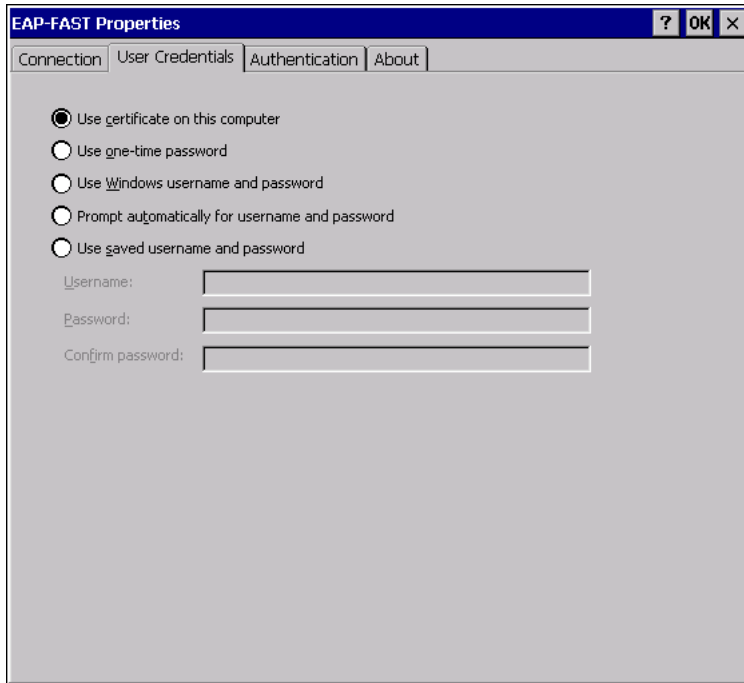 EAP-FAST Properties ? OK ×
Connection User Credentials Authentication About
Use certificate on this computer
Use one-time password
Use Windows username and password
Prompt automatically for username and password
Use saved username and password
Username:
Password:
Confirm password: